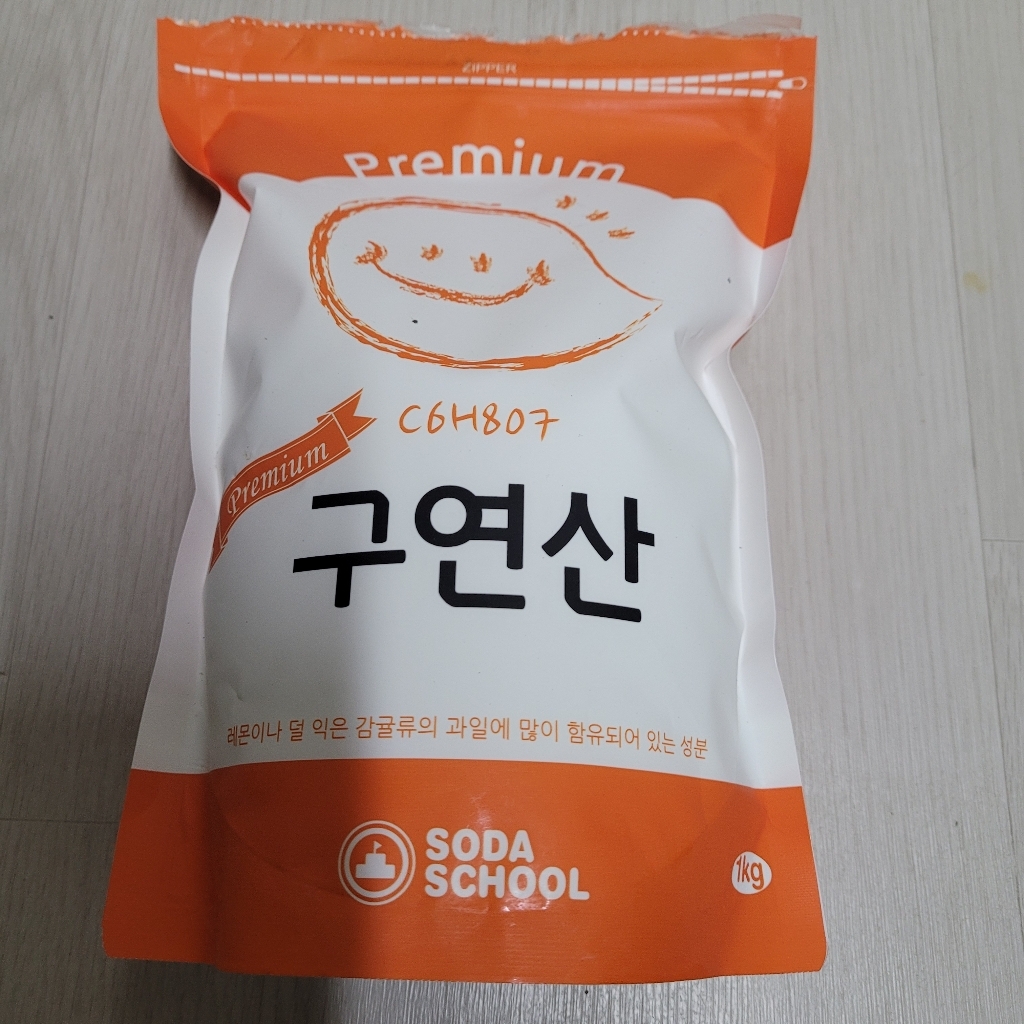 ZIPPER
Premium
C6H8O7
Premium
구연산
레몬이나 덜 익은 감귤류의 과일에 많이 함유되어 있는 성분
SODA
SCHOOL
1kg